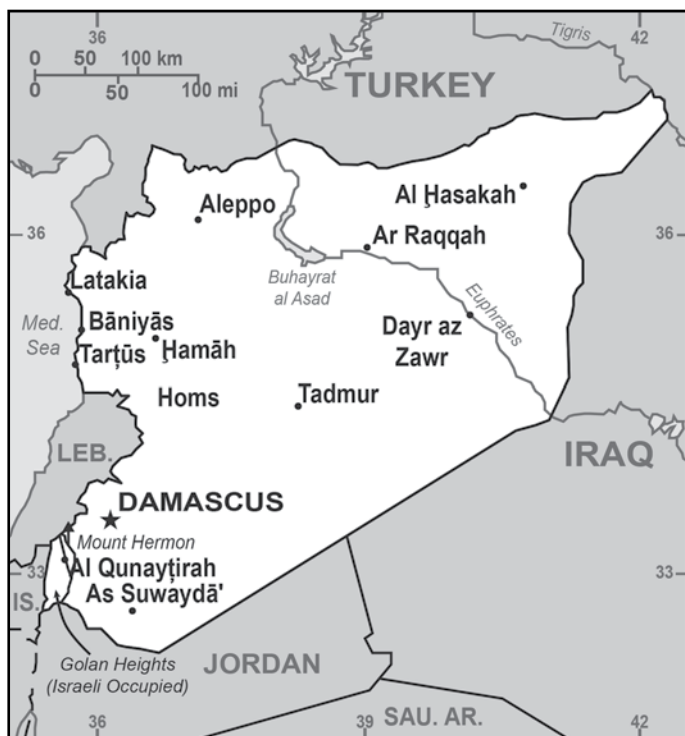 36
42
Tigris
0 50 100 km
0 50 100 mi
TURKEY
Aleppo
Al Ḩasakah
36
Ar Raqqah
36
Buhayrat
al Asad
Latakia
Euphrates
Med.
Sea
Bāniyās
Dayr az
Zawr
Ḩamāh
Tarţūs
Homs
Tadmur
LEB.
IRAQ
DAMASCUS
Mount Hermon
33
Al Qunayţirah
33
IS.
As Suwaydā'
Golan Heights
(Israeli Occupied)
JORDAN
SAU. AR.
36
39
42